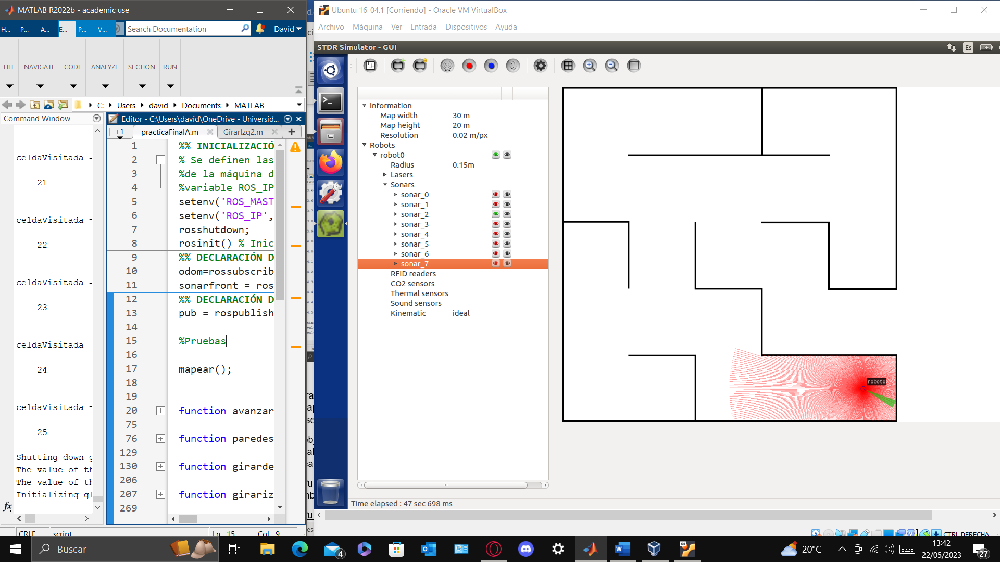 MATLAB R2022b - academic use
H... P... A... E... P... V...
Search Documentation
David
FILE NAVIGATE CODE ANALYZE SECTION RUN
C: Users david Documents MATLAB
Command Window
celdaVisitada =
21
celdaVisitada =
22
celdaVisitada =
23
celdaVisitada =
24
celdaVisitada =
25
Shutting down g
The value of th
The value of th
Initializing gl
fx
Editor - C:\Users\david\OneDrive - Universid...
+1 practicaFinalA.m GirarIzq2.m
1 %% INICIALIZACIÓ
2 % Se definen las
3 %de la máquina d
4 %variable ROS_IP
5 setenv('ROS_MAST
6 setenv('ROS_IP',
7 rosshutdown;
8 rosinit() % Inic
9 %% DECLARACIÓN D
10 odom=rossubscrib
11 sonarfront = ros
12 %% DECLARACIÓN D
13 pub = rospublish
14
15 %Pruebas
16
17 mapear();
18
19
20 function avanzar
75
76 function paredes
129
130 function girarde
206
207 function girariz
269
CRLF script Ln 15 Col 9
Ubuntu 16_04.1 [Corriendo] - Oracle VM VirtualBox
Archivo Máquina Ver Entrada Dispositivos Ayuda
STDR Simulator - GUI
Es
Information
Map width 30 m
Map height 20 m
Resolution 0.02 m/px
Robots
robot0
Radius 0.15m
Lasers
Sonars
sonar_0
sonar_1
sonar_2
sonar_3
sonar_4
sonar_5
sonar_6
sonar_7
RFID readers
CO2 sensors
Thermal sensors
Sound sensors
Kinematic ideal
robot0
Time elapsed : 47 sec 698 ms
CTRL DERECHA
Buscar
4
20°C
13:42
22/05/2023
27